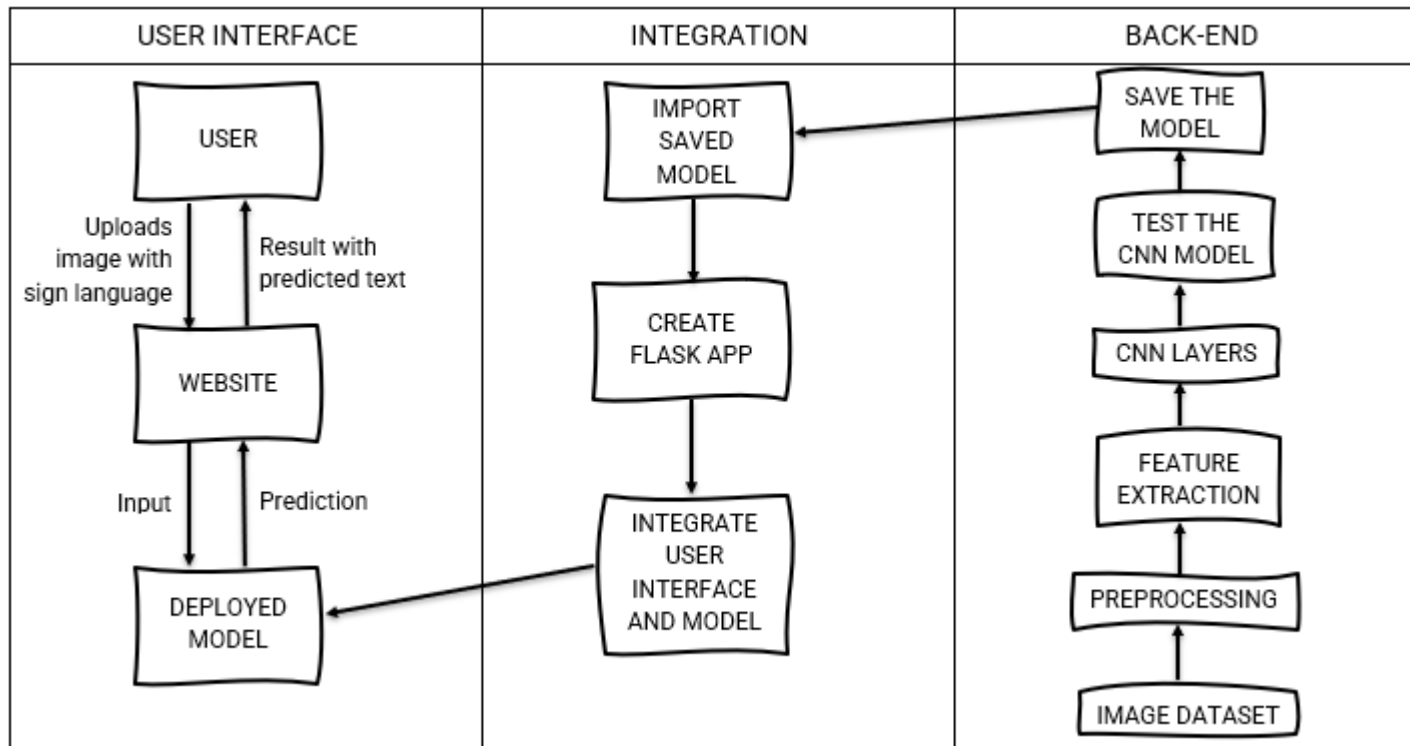 USER INTERFACE
INTEGRATION
BACK-END
USER
Uploads
image with
sign language
Result with
predicted text
WEBSITE
Input
Prediction
DEPLOYED
MODEL
IMPORT
SAVED
MODEL
CREATE
FLASK APP
INTEGRATE
USER
INTERFACE
AND MODEL
SAVE THE
MODEL
TEST THE
CNN MODEL
CNN LAYERS
FEATURE
EXTRACTION
PREPROCESSING
IMAGE DATASET